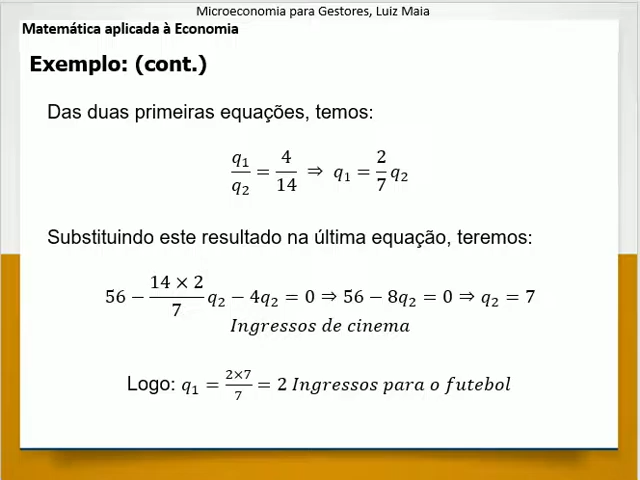 Microeconomia para Gestores, Luiz Maia
Matemática aplicada à Economia
Exemplo: (cont.)
Das duas primeiras equações, temos:
q₁/q₂ = 4/14 ⇒ q₁ = 2/7 q₂
Substituindo este resultado na última equação, teremos:
56 − (14 × 2)/7 q₂ − 4q₂ = 0 ⇒ 56 − 8q₂ = 0 ⇒ q₂ = 7
Ingressos de cinema
Logo: q₁ = (2×7)/7 = 2 Ingressos para o futebol